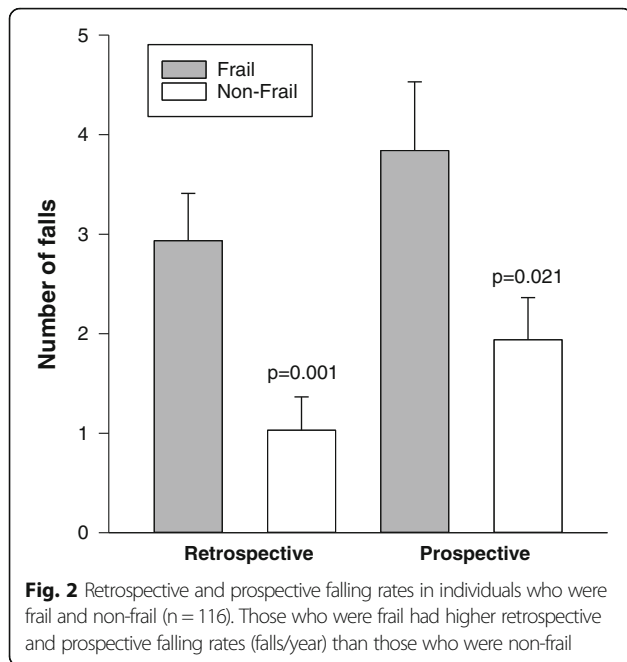 5
4
3
2
1
0
Number of falls
Frail
Non-Frail
p=0.001
p=0.021
Retrospective Prospective
Fig. 2 Retrospective and prospective falling rates in individuals who were
frail and non-frail (n = 116). Those who were frail had higher retrospective
and prospective falling rates (falls/year) than those who were non-frail